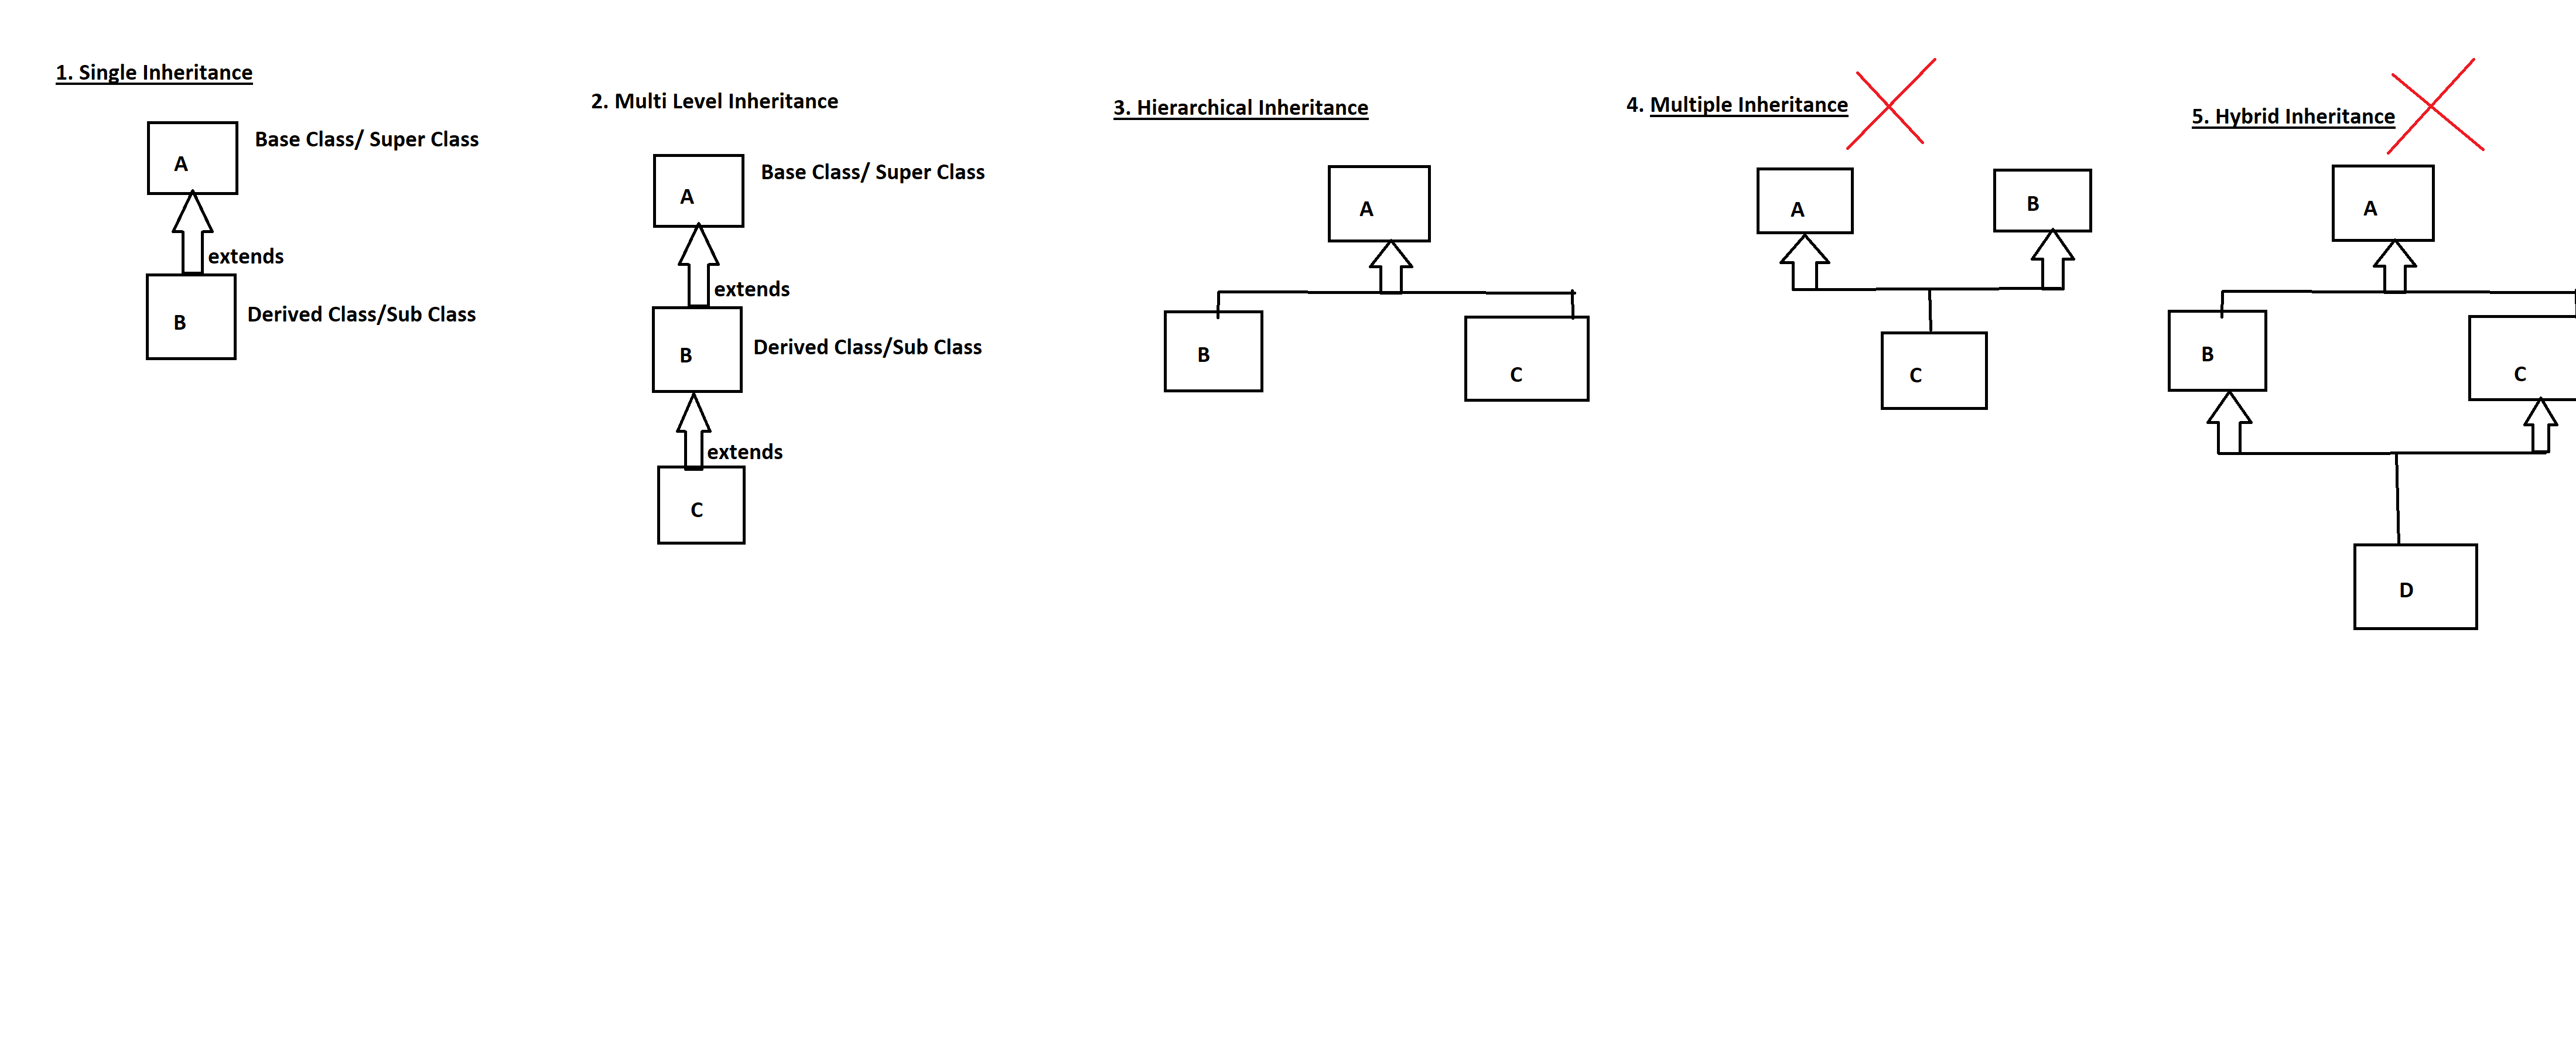 1. Single Inheritance
A
Base Class/ Super Class
extends
B
Derived Class/Sub Class
2. Multi Level Inheritance
A
Base Class/ Super Class
extends
B
Derived Class/Sub Class
extends
C
3. Hierarchical Inheritance
A
B
C
4. Multiple Inheritance
A
B
C
5. Hybrid Inheritance
A
B
C
D